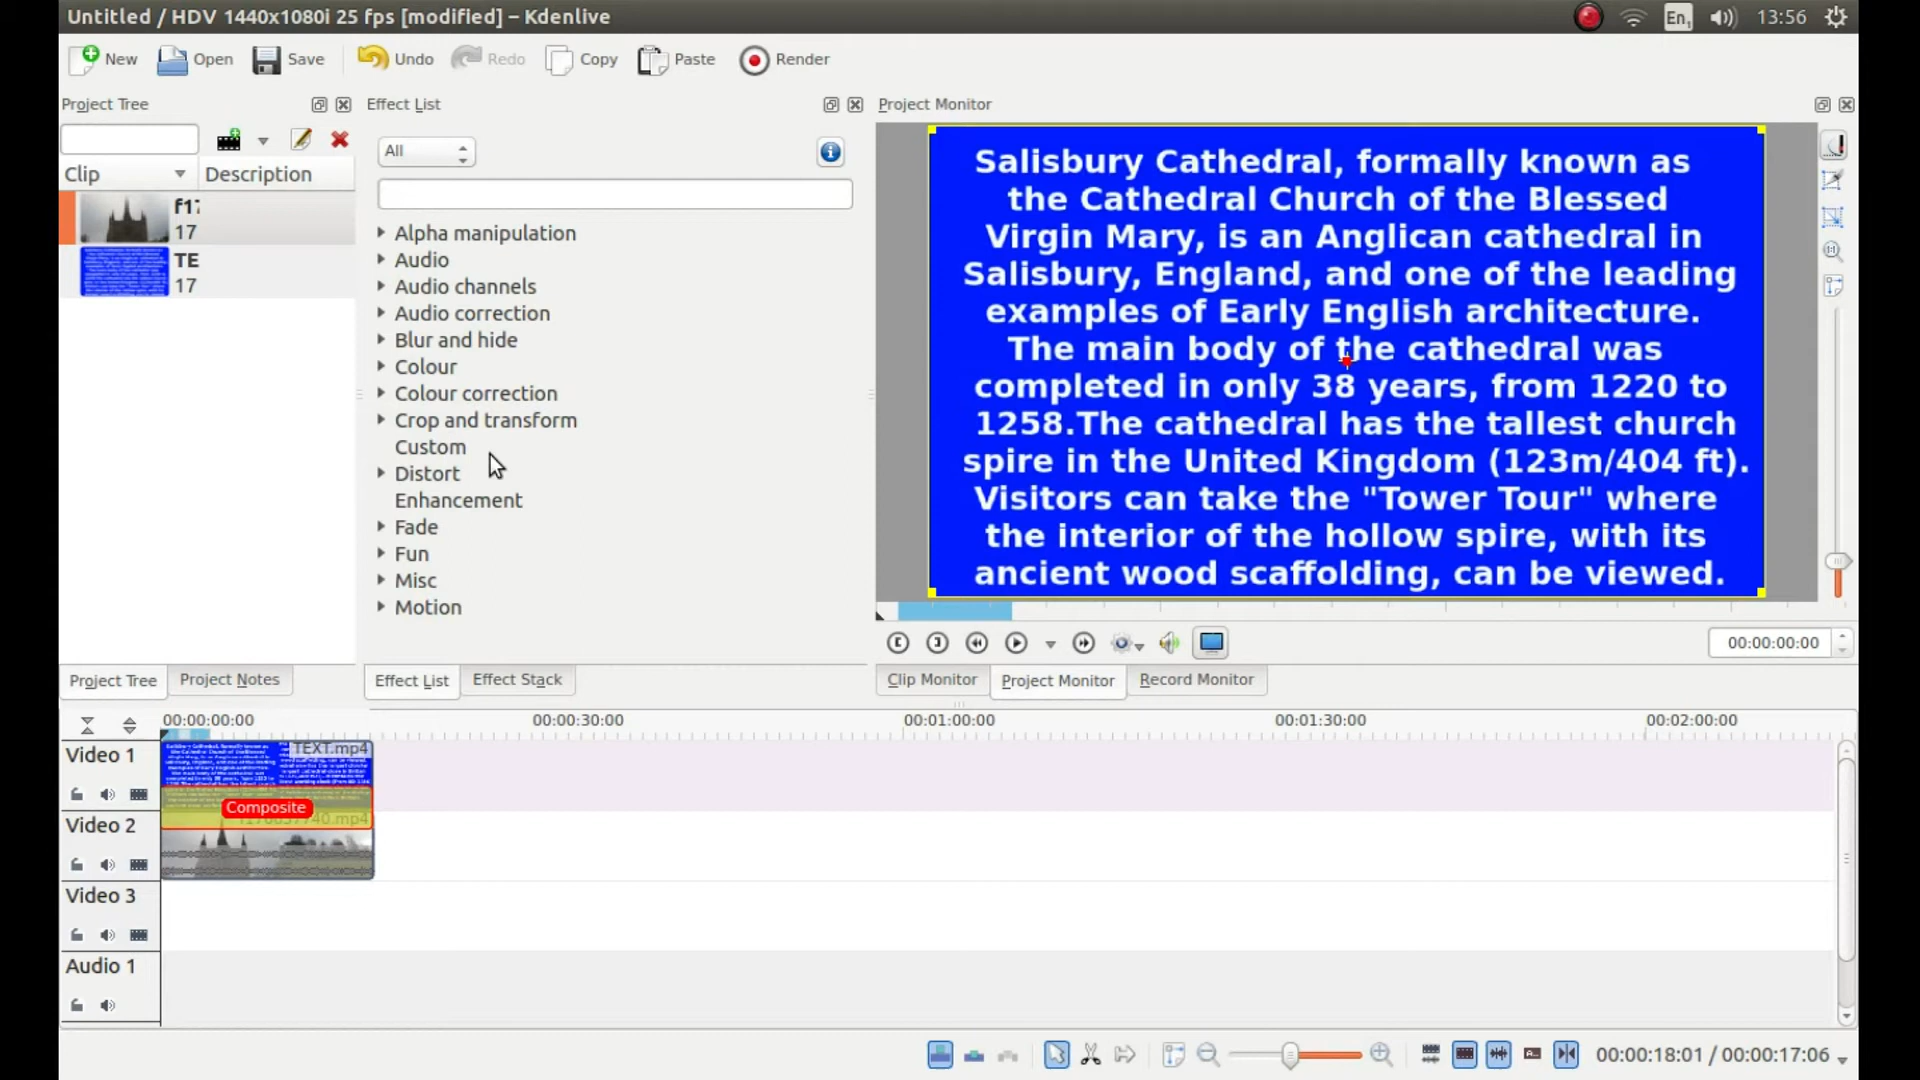 Untitled / HDV 1440x1080i 25 fps [modified] – Kdenlive
En1
13:56
New
Open
Save
Undo
Redo
Copy
Paste
Render
Project Tree
Effect List
Project Monitor
All
Clip
Description
f17
17
TE
17
Alpha manipulation
Audio
Audio channels
Audio correction
Blur and hide
Colour
Colour correction
Crop and transform
Custom
Distort
Enhancement
Fade
Fun
Misc
Motion
Salisbury Cathedral, formally known as
the Cathedral Church of the Blessed
Virgin Mary, is an Anglican cathedral in
Salisbury, England, and one of the leading
examples of Early English architecture.
The main body of the cathedral was
completed in only 38 years, from 1220 to
1258.The cathedral has the tallest church
spire in the United Kingdom (123m/404 ft).
Visitors can take the "Tower Tour" where
the interior of the hollow spire, with its
ancient wood scaffolding, can be viewed.
00:00:00:00
Project Tree
Project Notes
Effect List
Effect Stack
Clip Monitor
Project Monitor
Record Monitor
00:00:00:00
00:00:30:00
00:01:00:00
00:01:30:00
00:02:00:00
Video 1
TEXT.mp4
Composite
Video 2
Video 3
Audio 1
00:00:18:01 / 00:00:17:06